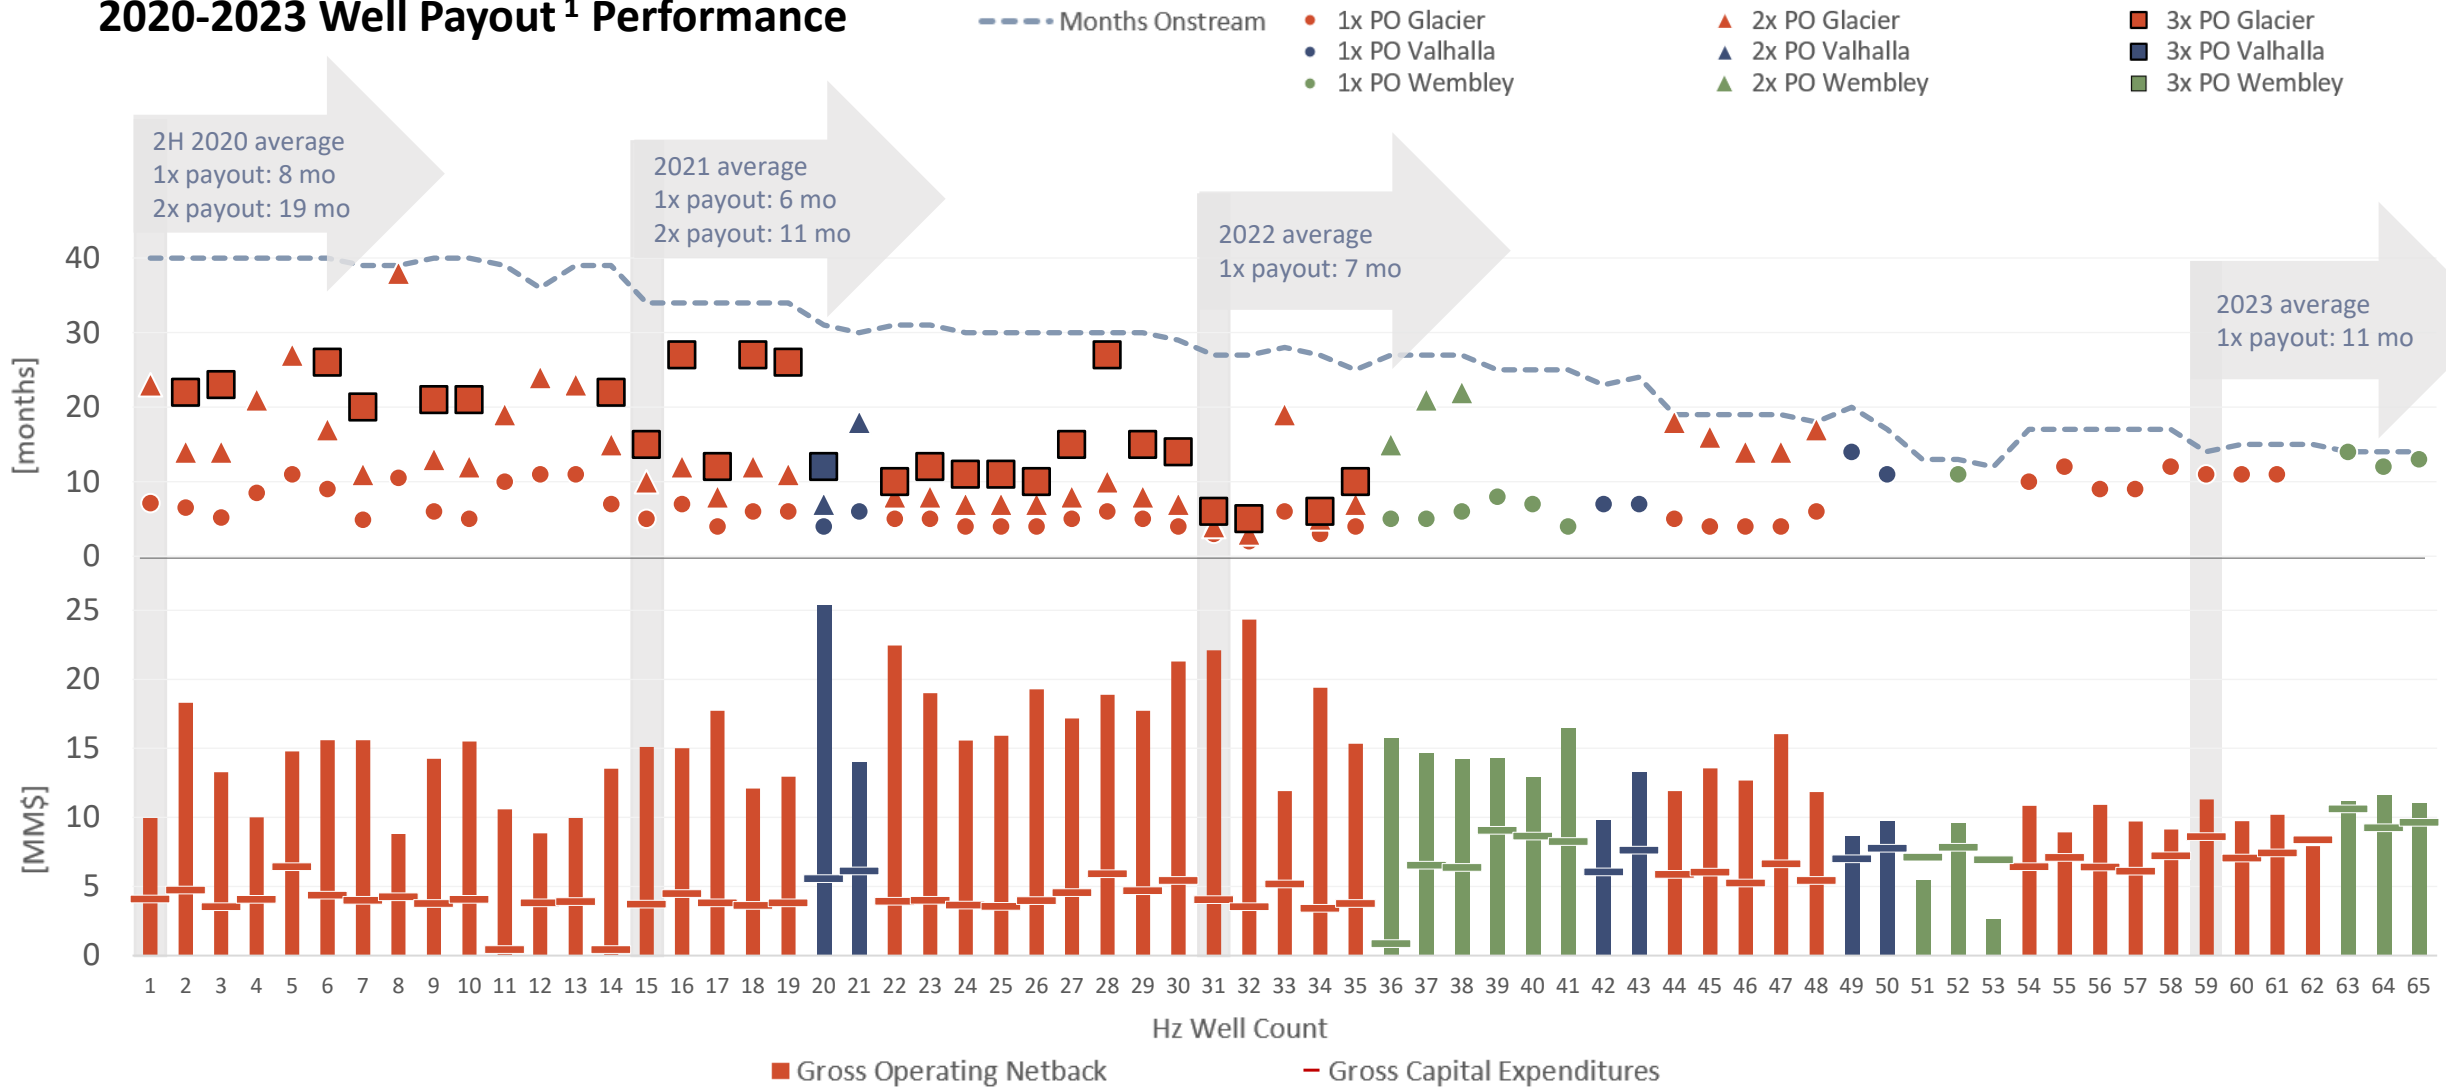 2020-2023 Well Payout ¹ Performance
Months Onstream
1x PO Glacier
2x PO Glacier
3x PO Glacier
1x PO Valhalla
2x PO Valhalla
3x PO Valhalla
1x PO Wembley
2x PO Wembley
3x PO Wembley
2H 2020 average
1x payout: 8 mo
2x payout: 19 mo
2021 average
1x payout: 6 mo
2x payout: 11 mo
2022 average
1x payout: 7 mo
2023 average
1x payout: 11 mo
[months]
40
30
20
10
0
[MM$]
25
20
15
10
5
0
1 2 3 4 5 6 7 8 9 10 11 12 13 14 15 16 17 18 19 20 21 22 23 24 25 26 27 28 29 30 31 32 33 34 35 36 37 38 39 40 41 42 43 44 45 46 47 48 49 50 51 52 53 54 55 56 57 58 59 60 61 62 63 64 65
Hz Well Count
Gross Operating Netback
Gross Capital Expenditures